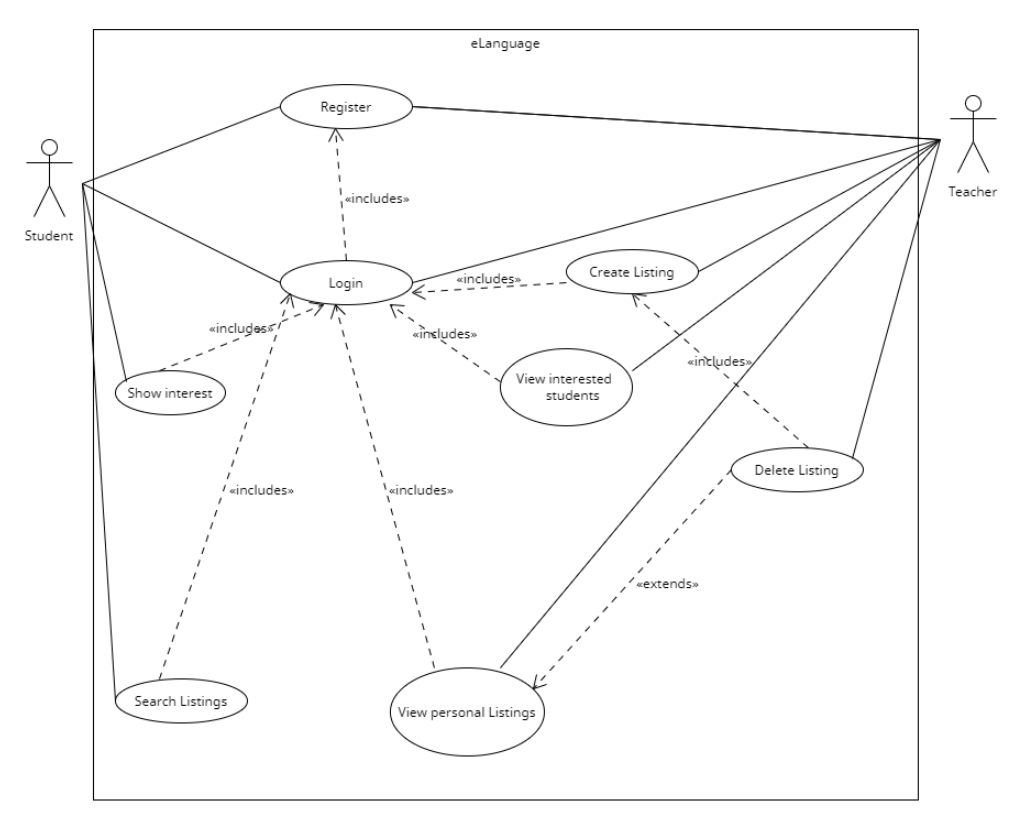 eLanguage
Register
Student
Teacher
«includes»
Login
«includes»
Create Listing
«includes»
«includes»
«includes»
Show interest
View interested
students
Delete Listing
«includes»
«includes»
«extends»
Search Listings
View personal Listings